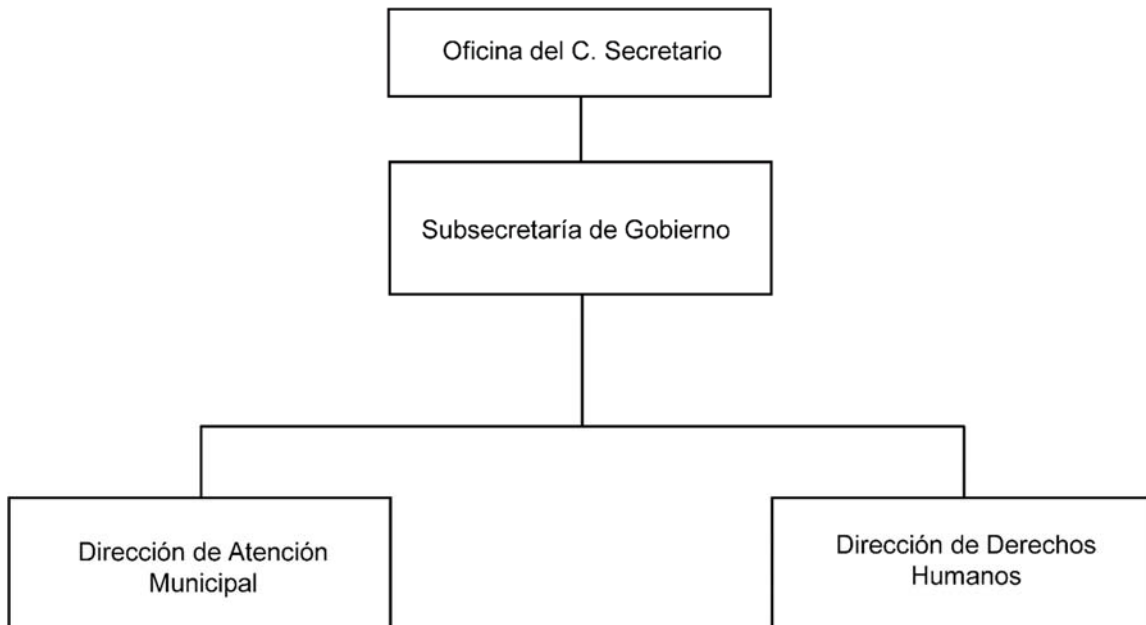 Oficina del C. Secretario
Subsecretaría de Gobierno
Dirección de Atención
Municipal
Dirección de Derechos
Humanos